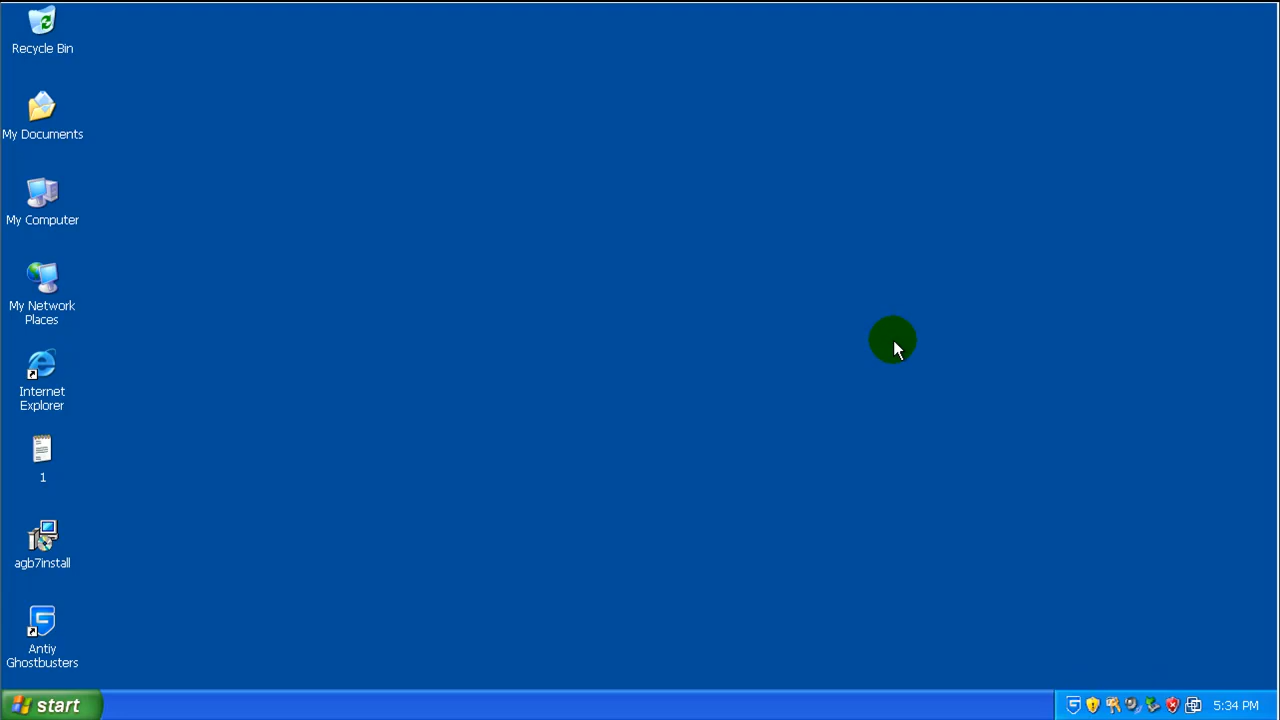 Recycle Bin
My Documents
My Computer
My Network
Places
Internet
Explorer
1
agb7install
Antiy
Ghostbusters
start
5:34 PM